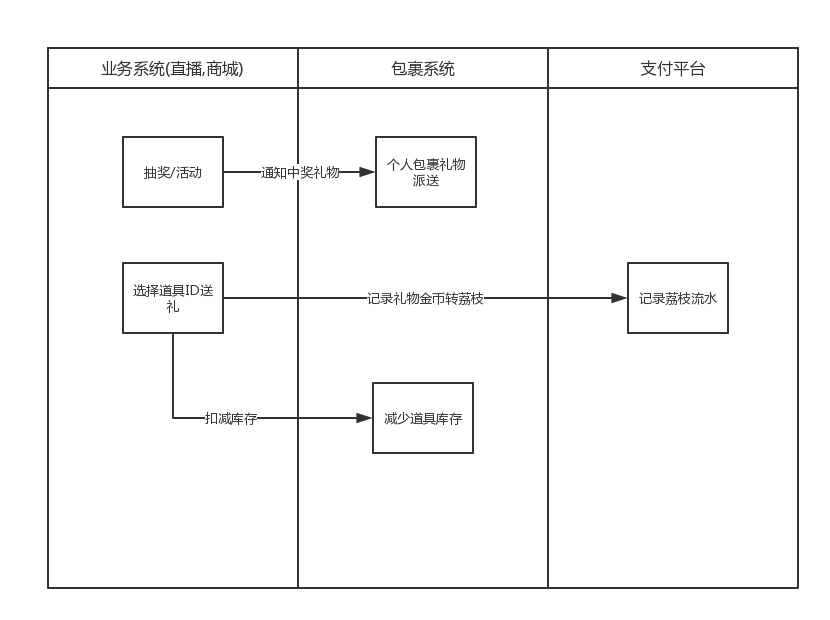 业务系统(直播,商城)
包裹系统
支付平台
抽奖/活动
通知中奖礼物
个人包裹礼物
派送
选择道具ID送
礼
记录礼物金币转荔枝
记录荔枝流水
扣减库存
减少道具库存